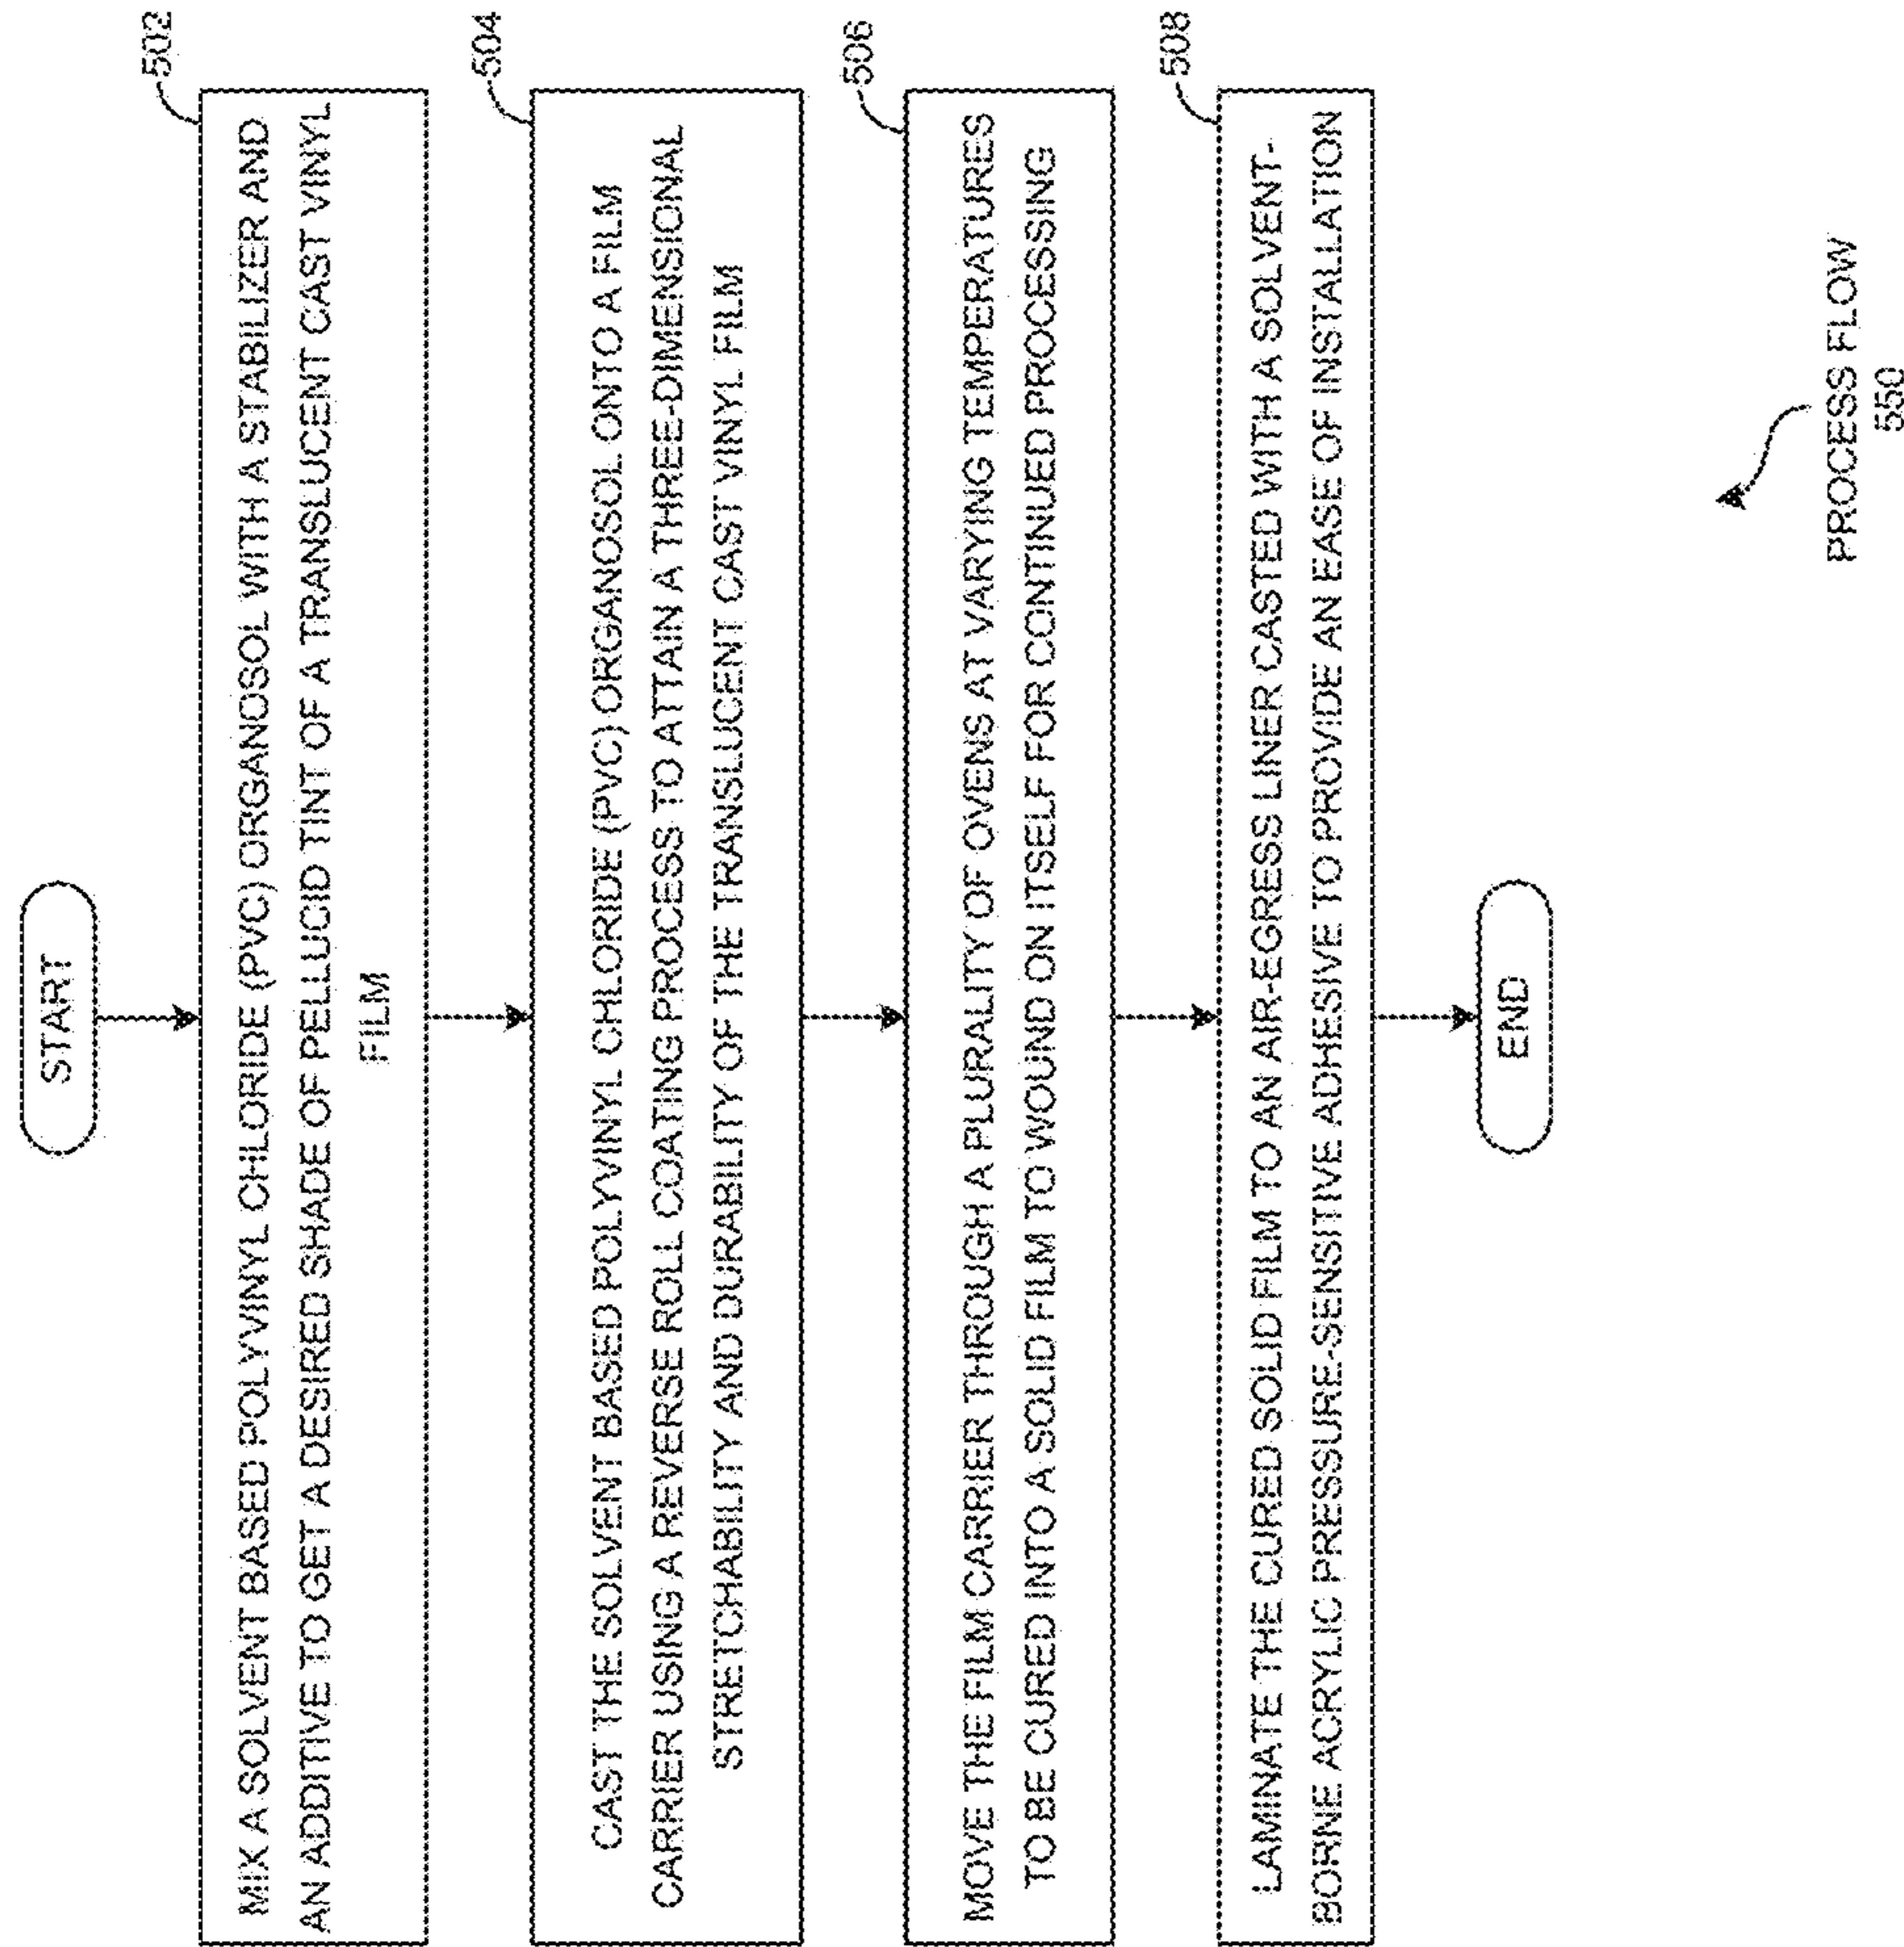 START
502
MIX A SOLVENT BASED POLYVINYL CHLORIDE (PVC) ORGANOSOL WITH A STABILIZER AND
AN ADDITIVE TO GET A DESIRED SHADE OF PELLUCID TINT OF A TRANSLUCENT CAST VINYL
FILM
504
CAST THE SOLVENT BASED POLYVINYL CHLORIDE (PVC) ORGANOSOL ONTO A FILM
CARRIER USING A REVERSE ROLL COATING PROCESS TO ATTAIN A THREE-DIMENSIONAL
STRETCHABILITY AND DURABILITY OF THE TRANSLUCENT CAST VINYL FILM
506
MOVE THE FILM CARRIER THROUGH A PLURALITY OF OVENS AT VARYING TEMPERATURES
TO BE CURED INTO A SOLID FILM TO WOUND ON ITSELF FOR CONTINUED PROCESSING
508
LAMINATE THE CURED SOLID FILM TO AN AIR-EGRESS LINER CASTED WITH A SOLVENT-
BORNE ACRYLIC PRESSURE-SENSITIVE ADHESIVE TO PROVIDE AN EASE OF INSTALLATION
END
PROCESS FLOW
550